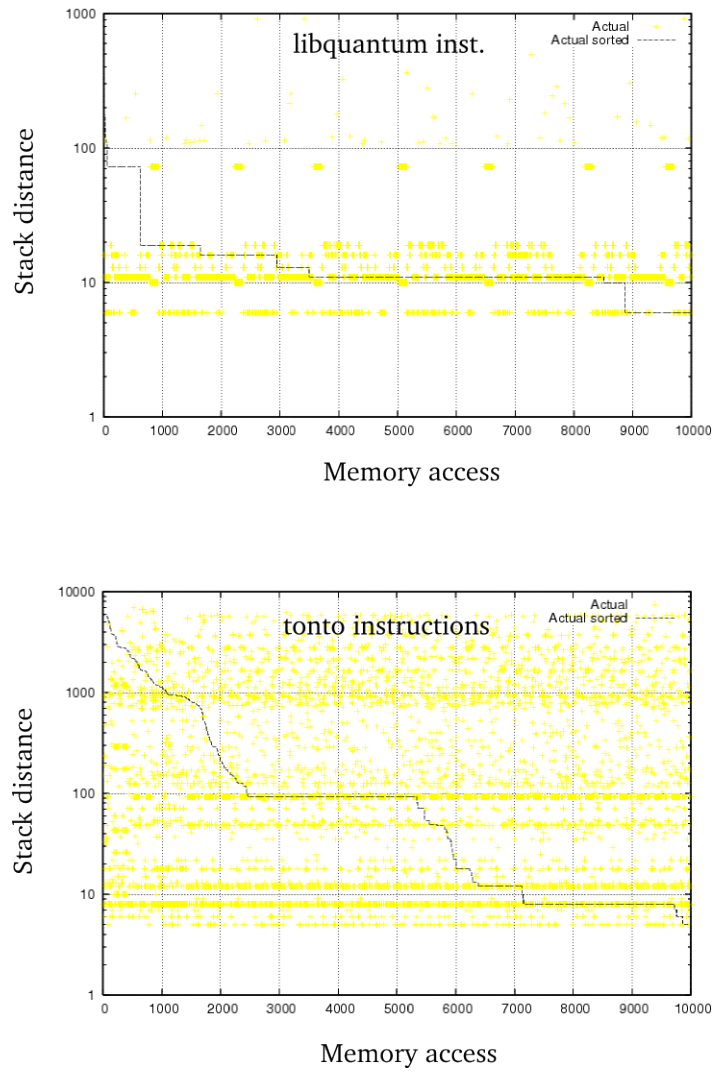 1000
100
10
1
libquantum inst.
Actual
Actual sorted
Stack distance
0 1000 2000 3000 4000 5000 6000 7000 8000 9000 10000
Memory access
10000
1000
100
10
1
tonto instructions
Actual
Actual sorted
Stack distance
0 1000 2000 3000 4000 5000 6000 7000 8000 9000 10000
Memory access